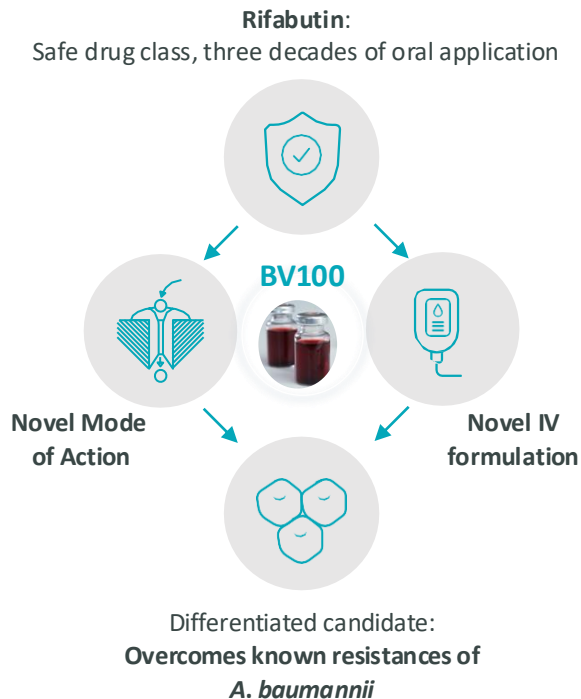 Rifabutin:
Safe drug class, three decades of oral application
BV100
Novel Mode
of Action
Novel IV
formulation
Differentiated candidate:
Overcomes known resistances of
A. baumannii